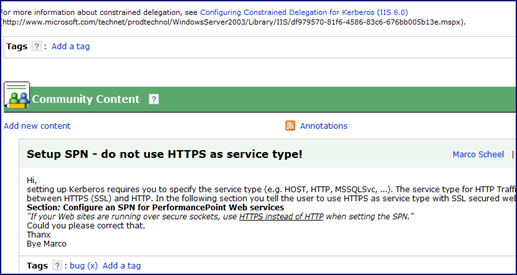 For more information about constrained delegation, see Configuring Constrained Delegation for Kerberos (IIS 6.0)
(http://www.microsoft.com/technet/prodtechnol/WindowsServer2003/Library/IIS/df979570-81f6-4586-83c6-676bb005b13e.mspx).
Tags ? : Add a tag
Community Content ?
Add new content
Annotations
Setup SPN - do not use HTTPS as service type!
Marco Scheel |
Hi,
setting up Kerberos requires you to specify the service type (e.g. HOST, HTTP, MSSQLSvc, ...). The service type for HTTP Traffi
between HTTPS (SSL) and HTTP. In the following section you tell the user to use HTTPS as service type with SSL secured web
Section: Configure an SPN for PerformancePoint Web services
"If your Web sites are running over secure sockets, use HTTPS instead of HTTP when setting the SPN."
Could you please correct that.
Thanx
Bye Marco
Tags ? : bug (x) Add a tag